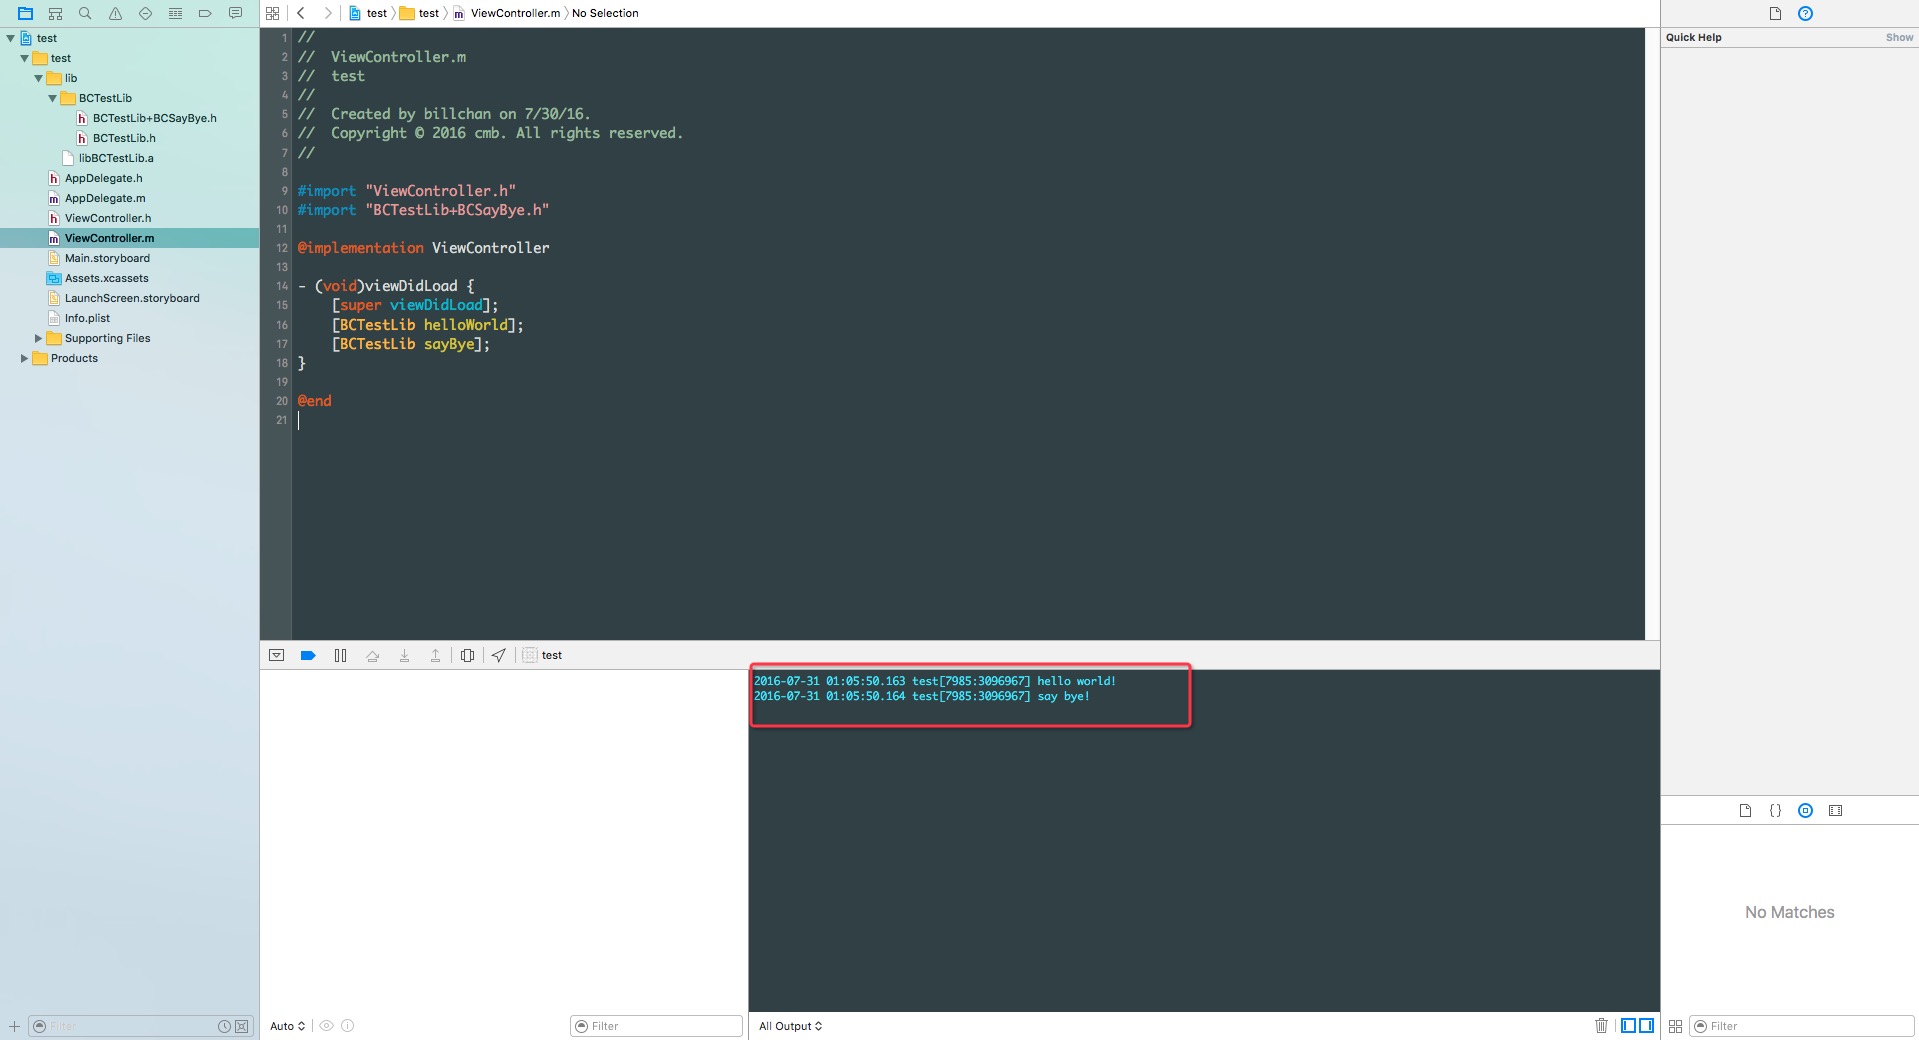 test
test
lib
BCTestLib
BCTestLib+BCSayBye.h
BCTestLib.h
libBCTestLib.a
AppDelegate.h
AppDelegate.m
ViewController.h
ViewController.m
Main.storyboard
Assets.xcassets
LaunchScreen.storyboard
Info.plist
Supporting Files
Products
Filter
test test ViewController.m No Selection
1 //
2 //  ViewController.m
3 //  test
4 //
5 //  Created by billchan on 7/30/16.
6 //  Copyright © 2016 cmb. All rights reserved.
7 //
8
9 #import "ViewController.h"
10 #import "BCTestLib+BCSayBye.h"
11
12 @implementation ViewController
13
14 - (void)viewDidLoad {
15     [super viewDidLoad];
16     [BCTestLib helloWorld];
17     [BCTestLib sayBye];
18 }
19
20 @end
21
test
2016-07-31 01:05:50.163 test[7985:3096967] hello world!
2016-07-31 01:05:50.164 test[7985:3096967] say bye!
Auto
Filter
All Output
Quick Help Show
No Matches
Filter